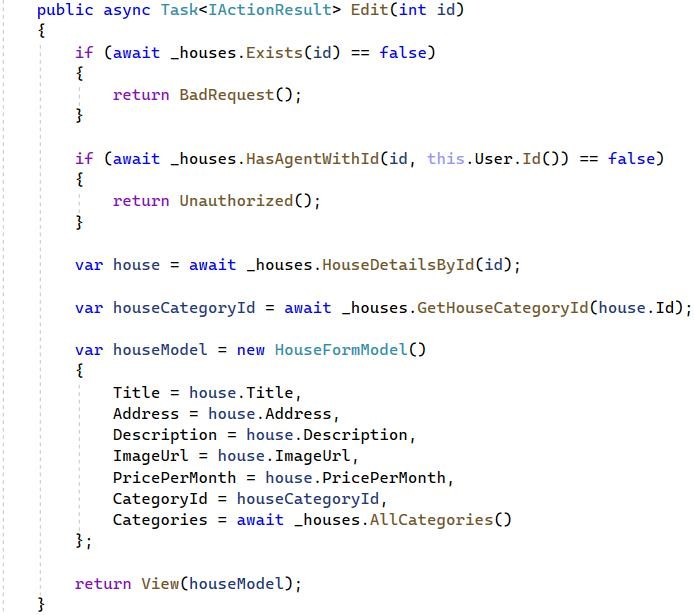 public async Task<IActionResult> Edit(int id)
{
    if (await _houses.Exists(id) == false)
    {
        return BadRequest();
    }

    if (await _houses.HasAgentWithId(id, this.User.Id()) == false)
    {
        return Unauthorized();
    }

    var house = await _houses.HouseDetailsById(id);

    var houseCategoryId = await _houses.GetHouseCategoryId(house.Id);

    var houseModel = new HouseFormModel()
    {
        Title = house.Title,
        Address = house.Address,
        Description = house.Description,
        ImageUrl = house.ImageUrl,
        PricePerMonth = house.PricePerMonth,
        CategoryId = houseCategoryId,
        Categories = await _houses.AllCategories()
    };

    return View(houseModel);
}